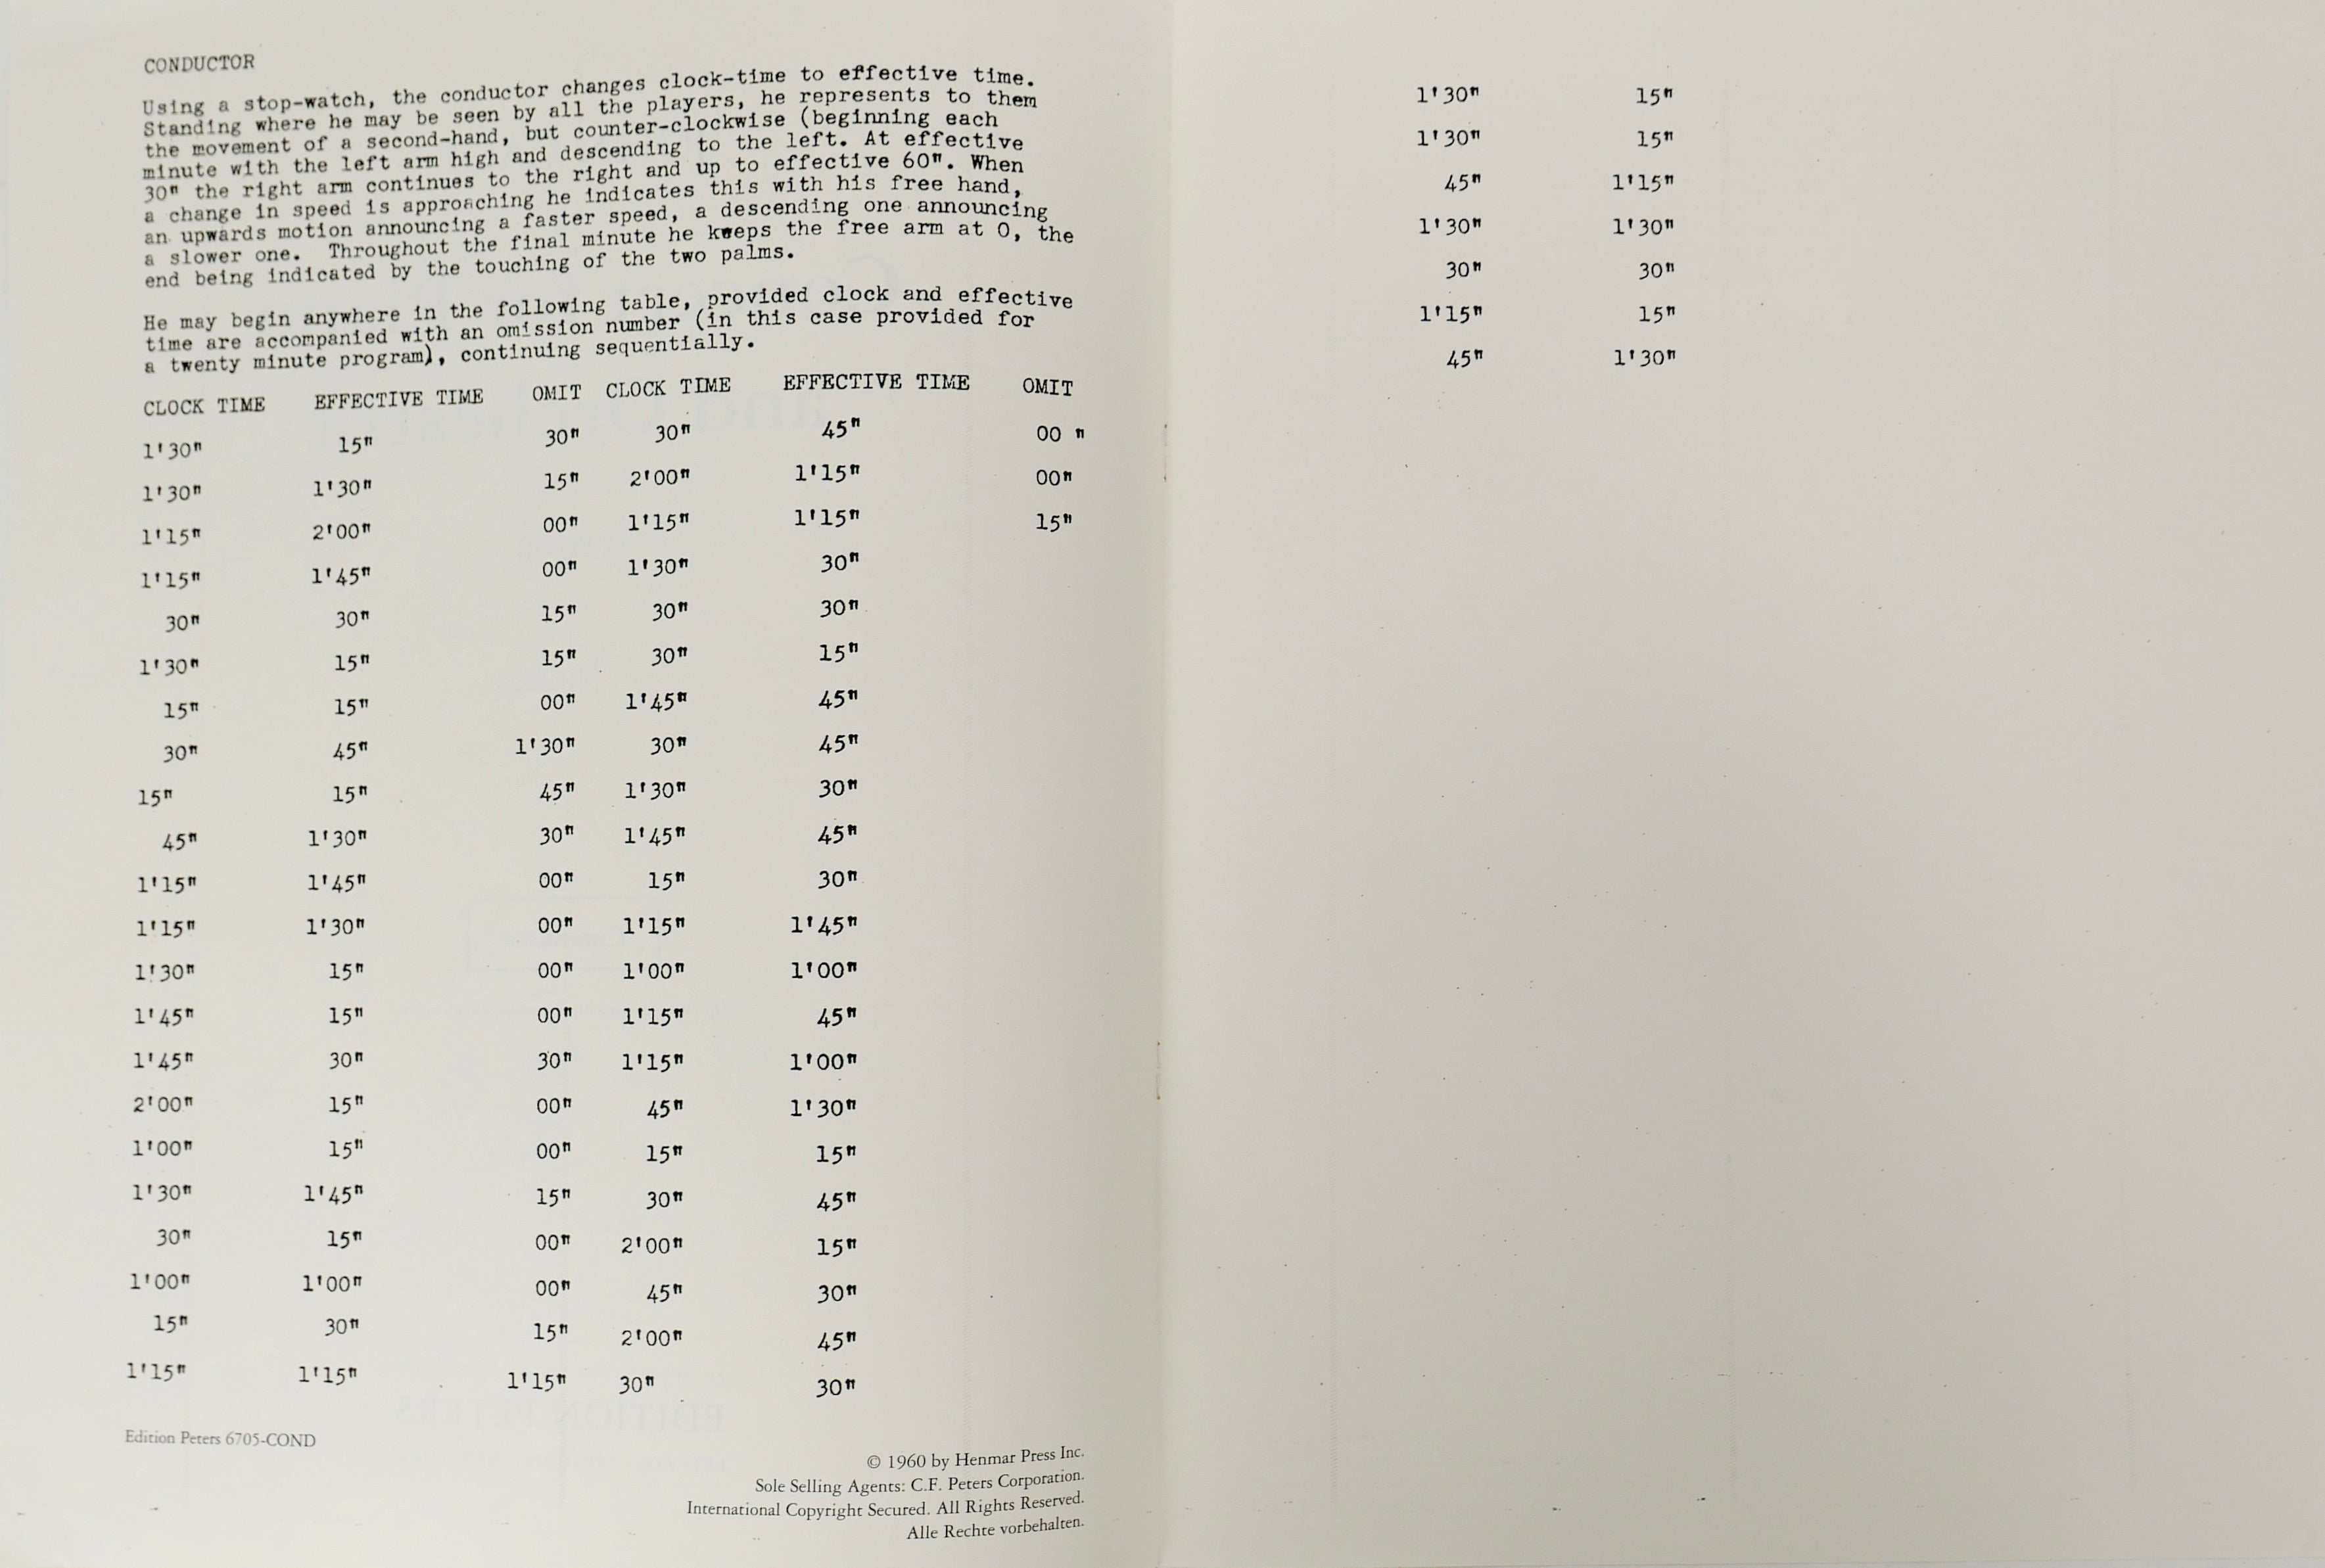 CONDUCTOR
Using a stop-watch, the conductor changes clock-time to effective time.
Standing where he may be seen by all the players, he represents to them
the movement of a second-hand, but counter-clockwise (beginning each
minute with the left arm high and descending to the left. At effective
30" the right arm continues to the right and up to effective 60". When
a change in speed is approaching he indicates this with his free hand,
an upwards motion announcing a faster speed, a descending one announcing
a slower one. Throughout the final minute he keeps the free arm at 0, the
end being indicated by the touching of the two palms.
He may begin anywhere in the following table, provided clock and effective
time are accompanied with an omission number (in this case provided for
a twenty minute program), continuing sequentially.
CLOCK TIME EFFECTIVE TIME OMIT CLOCK TIME EFFECTIVE TIME OMIT
1'30" 15" 30" 30" 45" 00 "
1'30" 1'30" 15" 2'00" 1'15" 00"
1'15" 2'00" 00" 1'15" 1'15" 15"
1'15" 1'45" 00" 1'30" 30"
30" 30" 15" 30" 30"
1'30" 15" 15" 30" 15"
15" 15" 00" 1'45" 45"
30" 45" 1'30" 30" 45"
15" 15" 45" 1'30" 30"
45" 1'30" 30" 1'45" 45"
1'15" 1'45" 00" 15" 30"
1'15" 1'30" 00" 1'15" 1'45"
1'30" 15" 00" 1'00" 1'00"
1'45" 15" 00" 1'15" 45"
1'45" 30" 30" 1'15" 1'00"
2'00" 15" 00" 45" 1'30"
1'00" 15" 00" 15" 15"
1'30" 1'45" 15" 30" 45"
30" 15" 00" 2'00" 15"
1'00" 1'00" 00" 45" 30"
15" 30" 15" 2'00" 45"
1'15" 1'15" 1'15" 30" 30"
Edition Peters 6705-COND
© 1960 by Henmar Press Inc.
Sole Selling Agents: C.F. Peters Corporation.
International Copyright Secured. All Rights Reserved.
Alle Rechte vorbehalten.
1'30" 15"
1'30" 15"
45" 1'15"
1'30" 1'30"
30" 30"
1'15" 15"
45" 1'30"